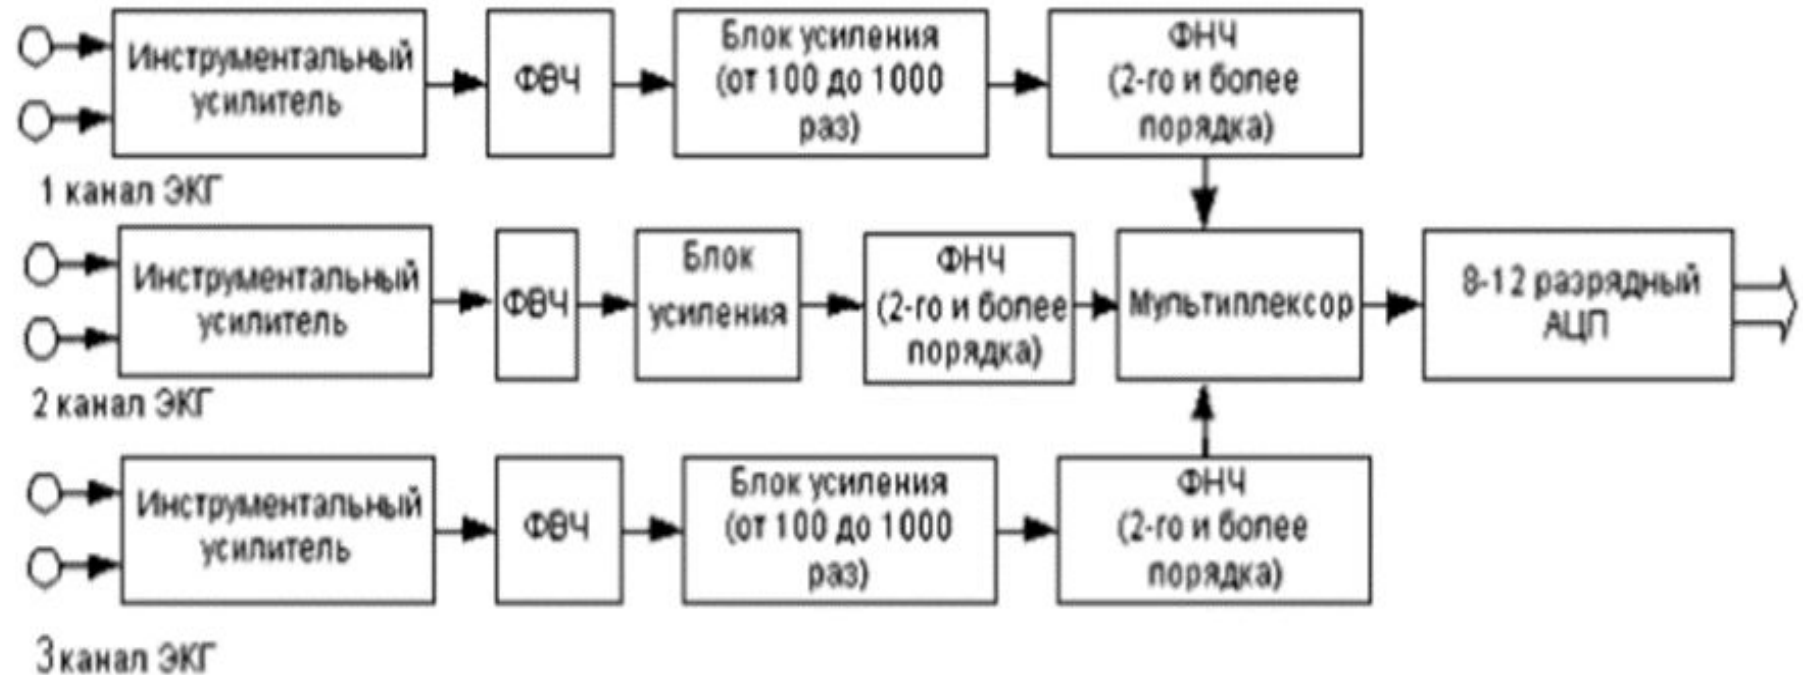 Инструментальный
усилитель
ФВЧ
Блок усиления
(от 100 до 1000
раз)
ФНЧ
(2-го и более
порядка)
1 канал ЭКГ
Инструментальный
усилитель
ФВЧ
Блок
усиления
ФНЧ
(2-го и более
порядка)
Мультиплексор
8-12 разрядный
АЦП
2 канал ЭКГ
Инструментальный
усилитель
ФВЧ
Блок усиления
(от 100 до 1000
раз)
ФНЧ
(2-го и более
порядка)
3 канал ЭКГ